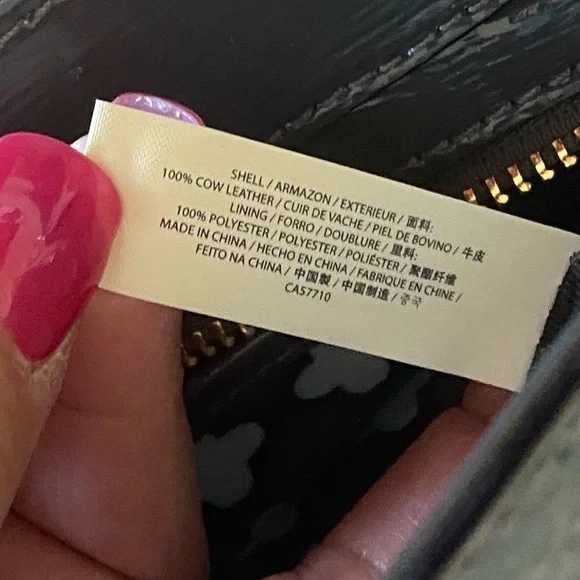 SHELL / ARMAZON / EXTERIEUR / 面料:
100% COW LEATHER / CUIR DE VACHE / PIEL DE BOVINO / 牛皮
LINING / FORRO / DOUBLURE / 里料:
100% POLYESTER / POLYESTER / POLIÉSTER / 聚酯纤维
MADE IN CHINA / HECHO EN CHINA / FABRIQUE EN CHINE /
FEITO NA CHINA / 中国製 / 中国制造 / 중국
CA57710